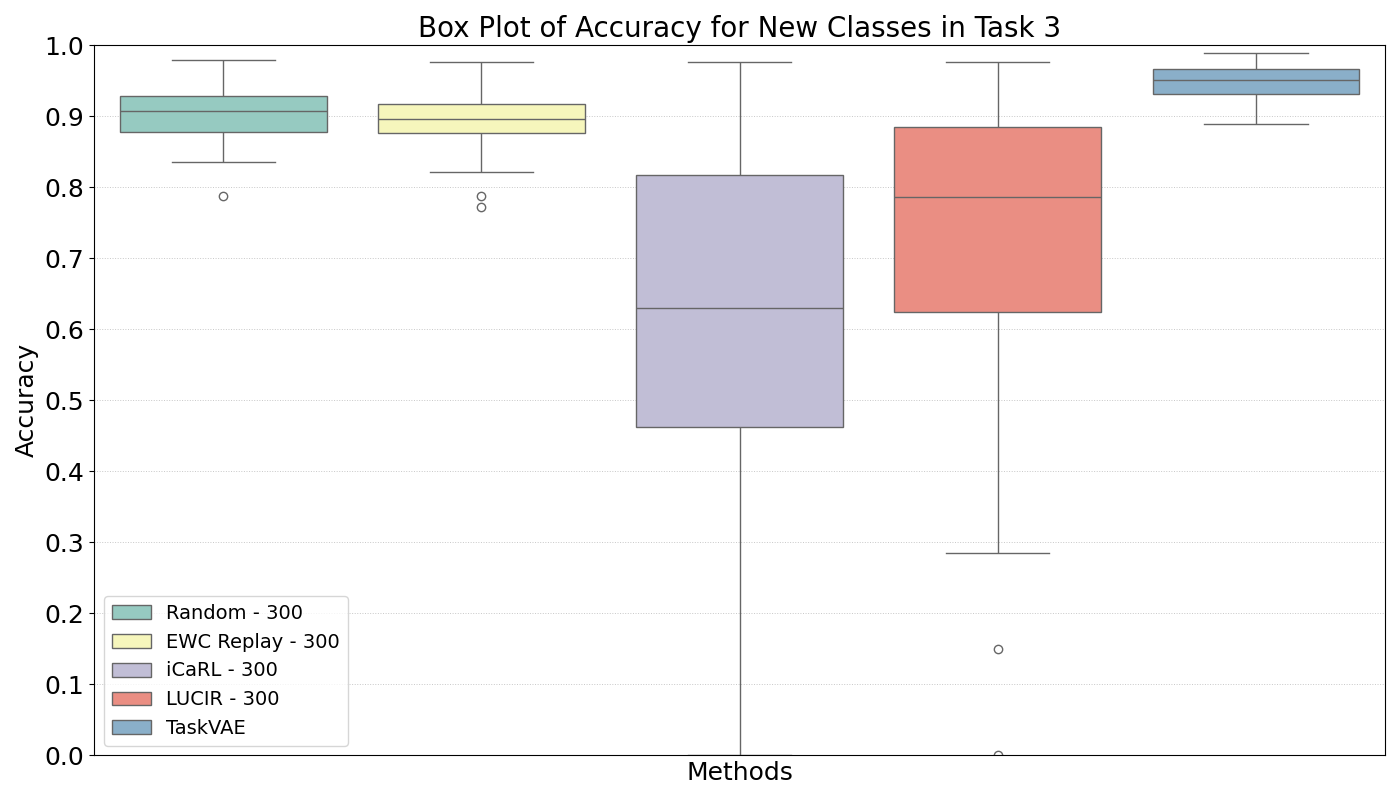 Box Plot of Accuracy for New Classes in Task 3
1.0
0.9
0.8
0.7
0.6
0.5
0.4
0.3
0.2
0.1
0.0
Accuracy
Random - 300
EWC Replay - 300
iCaRL - 300
LUCIR - 300
TaskVAE
Methods